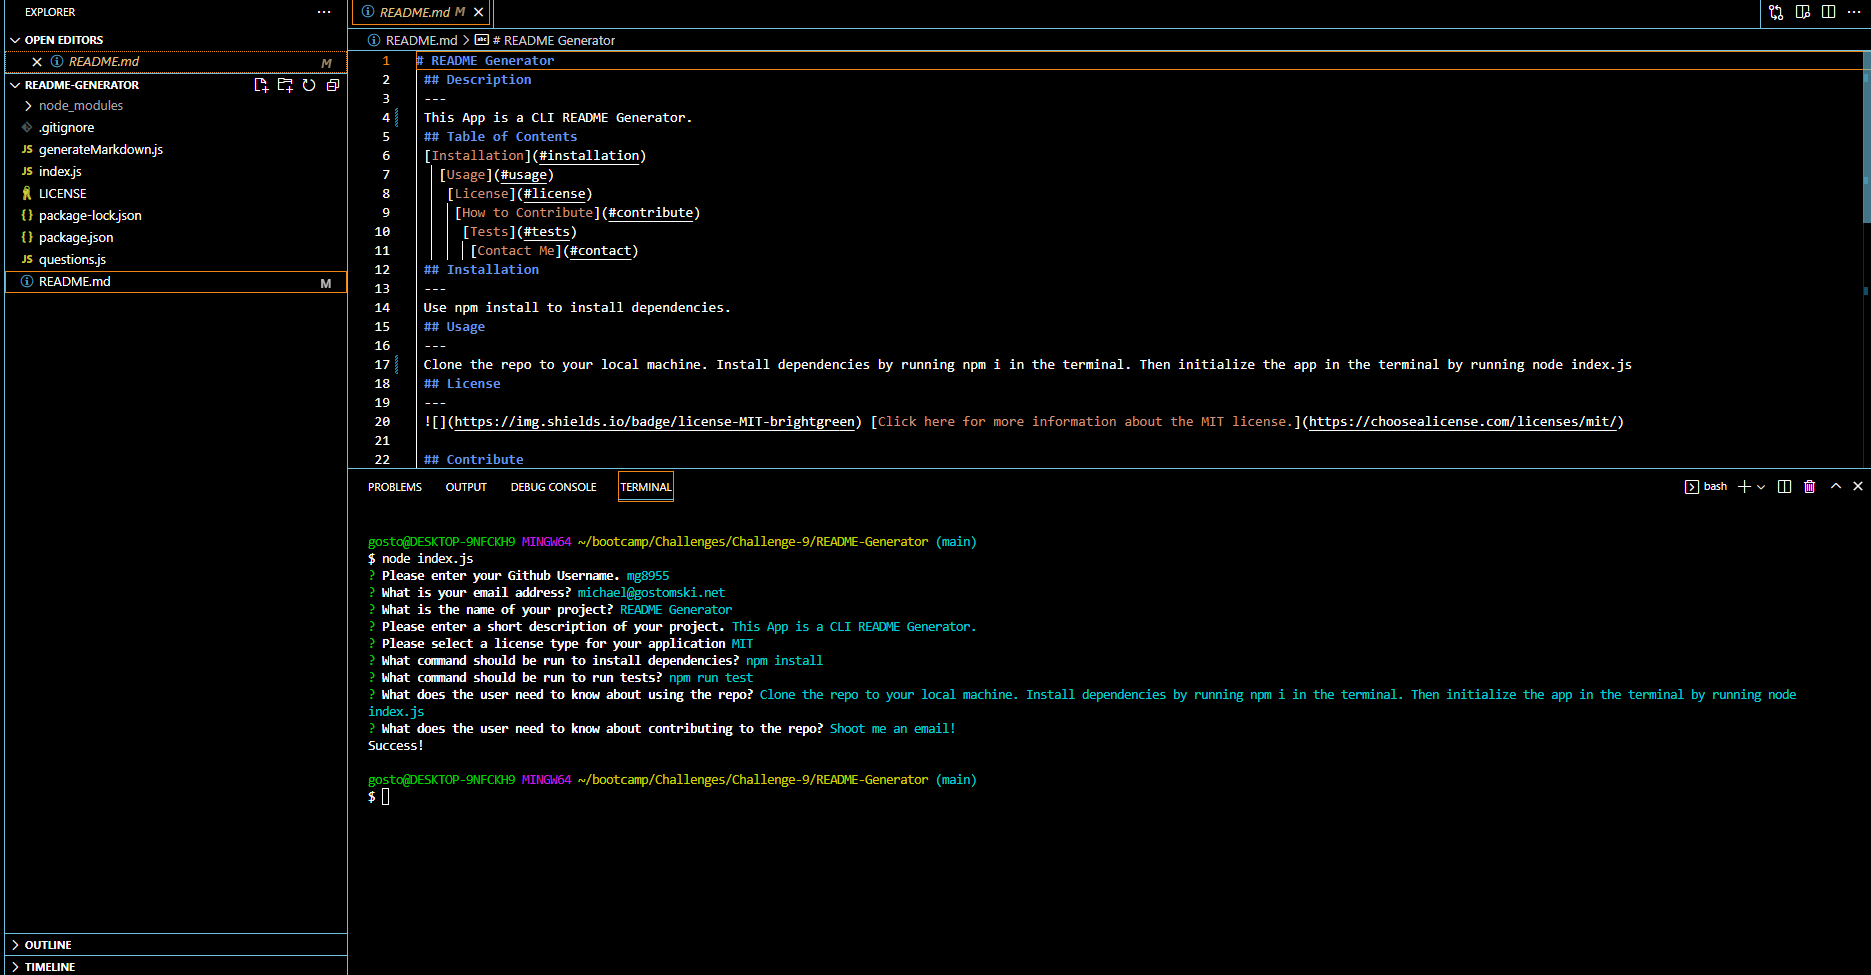 EXPLORER
OPEN EDITORS
README.md M
README-GENERATOR
node_modules
.gitignore
JS generateMarkdown.js
JS index.js
LICENSE
{} package-lock.json
{} package.json
JS questions.js
README.md M
OUTLINE
TIMELINE
README.md M
README.md > # README Generator
1 # README Generator
2 ## Description
3 ---
4 This App is a CLI README Generator.
5 ## Table of Contents
6 [Installation](#installation)
7 [Usage](#usage)
8 [License](#license)
9 [How to Contribute](#contribute)
10 [Tests](#tests)
11 [Contact Me](#contact)
12 ## Installation
13 ---
14 Use npm install to install dependencies.
15 ## Usage
16 ---
17 Clone the repo to your local machine. Install dependencies by running npm i in the terminal. Then initialize the app in the terminal by running node index.js
18 ## License
19 ---
20 ![](https://img.shields.io/badge/license-MIT-brightgreen) [Click here for more information about the MIT license.](https://choosealicense.com/licenses/mit/)
21
22 ## Contribute
PROBLEMS OUTPUT DEBUG CONSOLE TERMINAL
bash
gosto@DESKTOP-9NFCKH9 MINGW64 ~/bootcamp/Challenges/Challenge-9/README-Generator (main)
$ node index.js
? Please enter your Github Username. mg8955
? What is your email address? michael@gostomski.net
? What is the name of your project? README Generator
? Please enter a short description of your project. This App is a CLI README Generator.
? Please select a license type for your application MIT
? What command should be run to install dependencies? npm install
? What command should be run to run tests? npm run test
? What does the user need to know about using the repo? Clone the repo to your local machine. Install dependencies by running npm i in the terminal. Then initialize the app in the terminal by running node
index.js
? What does the user need to know about contributing to the repo? Shoot me an email!
Success!
gosto@DESKTOP-9NFCKH9 MINGW64 ~/bootcamp/Challenges/Challenge-9/README-Generator (main)
$